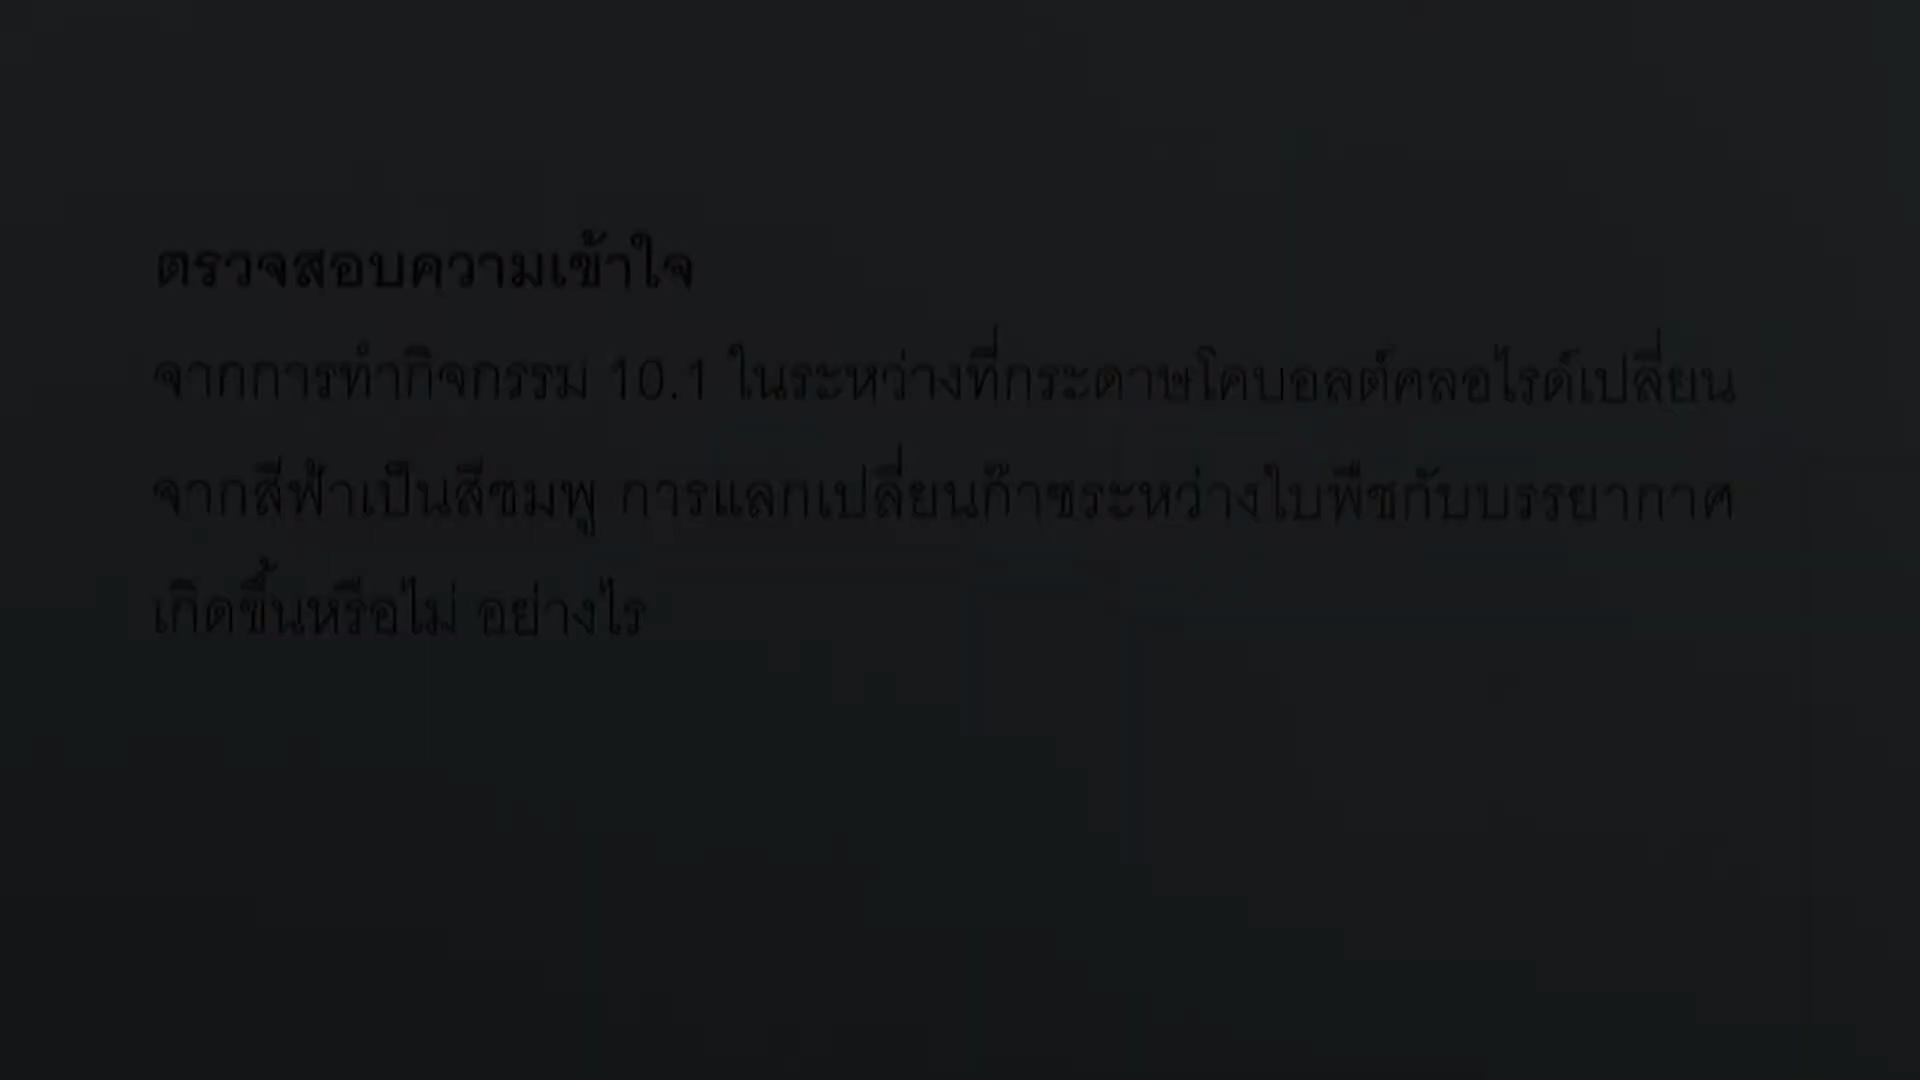 ตรวจสอบความเข้าใจ
จากการทำกิจกรรม 10.1 ในระหว่างที่กระดาษโคบอลต์คลอไรด์เปลี่ยน
จากสีฟ้าเป็นสีชมพู การแลกเปลี่ยนก๊าซระหว่างใบพืชกับบรรยากาศ
เกิดขึ้นหรือไม่ อย่างไร